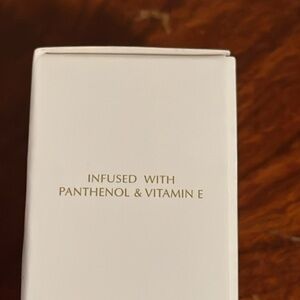 INFUSED WITH
PANTHENOL & VITAMIN E